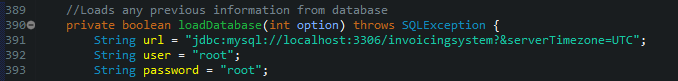 389 //Loads any previous information from database
390 private boolean loadDatabase(int option) throws SQLException {
391 String url = "jdbc:mysql://localhost:3306/invoicingsystem?&serverTimezone=UTC";
392 String user = "root";
393 String password = "root";